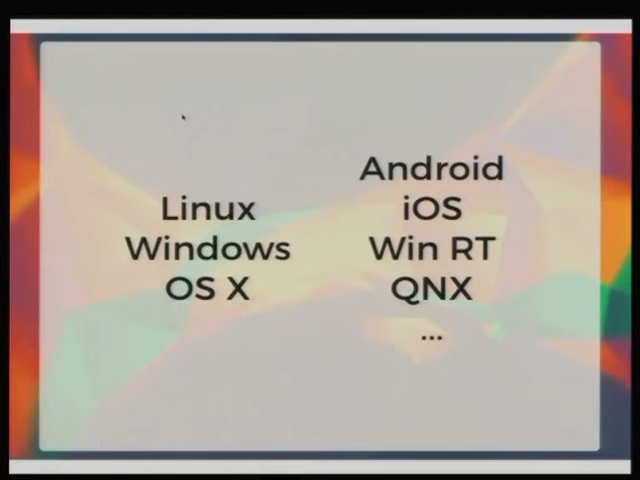 Linux
Windows
OS X
Android
iOS
Win RT
QNX
...